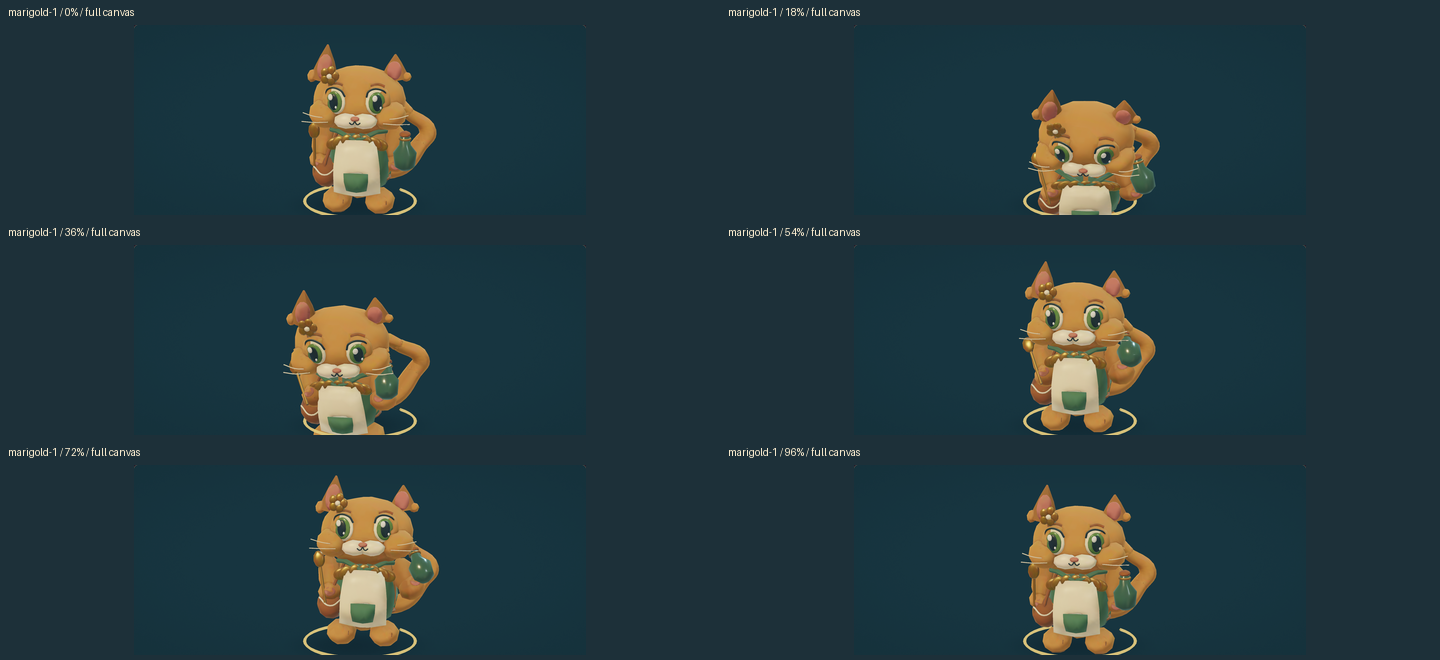 marigold-1 / 0% / full canvas
marigold-1 / 18% / full canvas
marigold-1 / 36% / full canvas
marigold-1 / 54% / full canvas
marigold-1 / 72% / full canvas
marigold-1 / 96% / full canvas